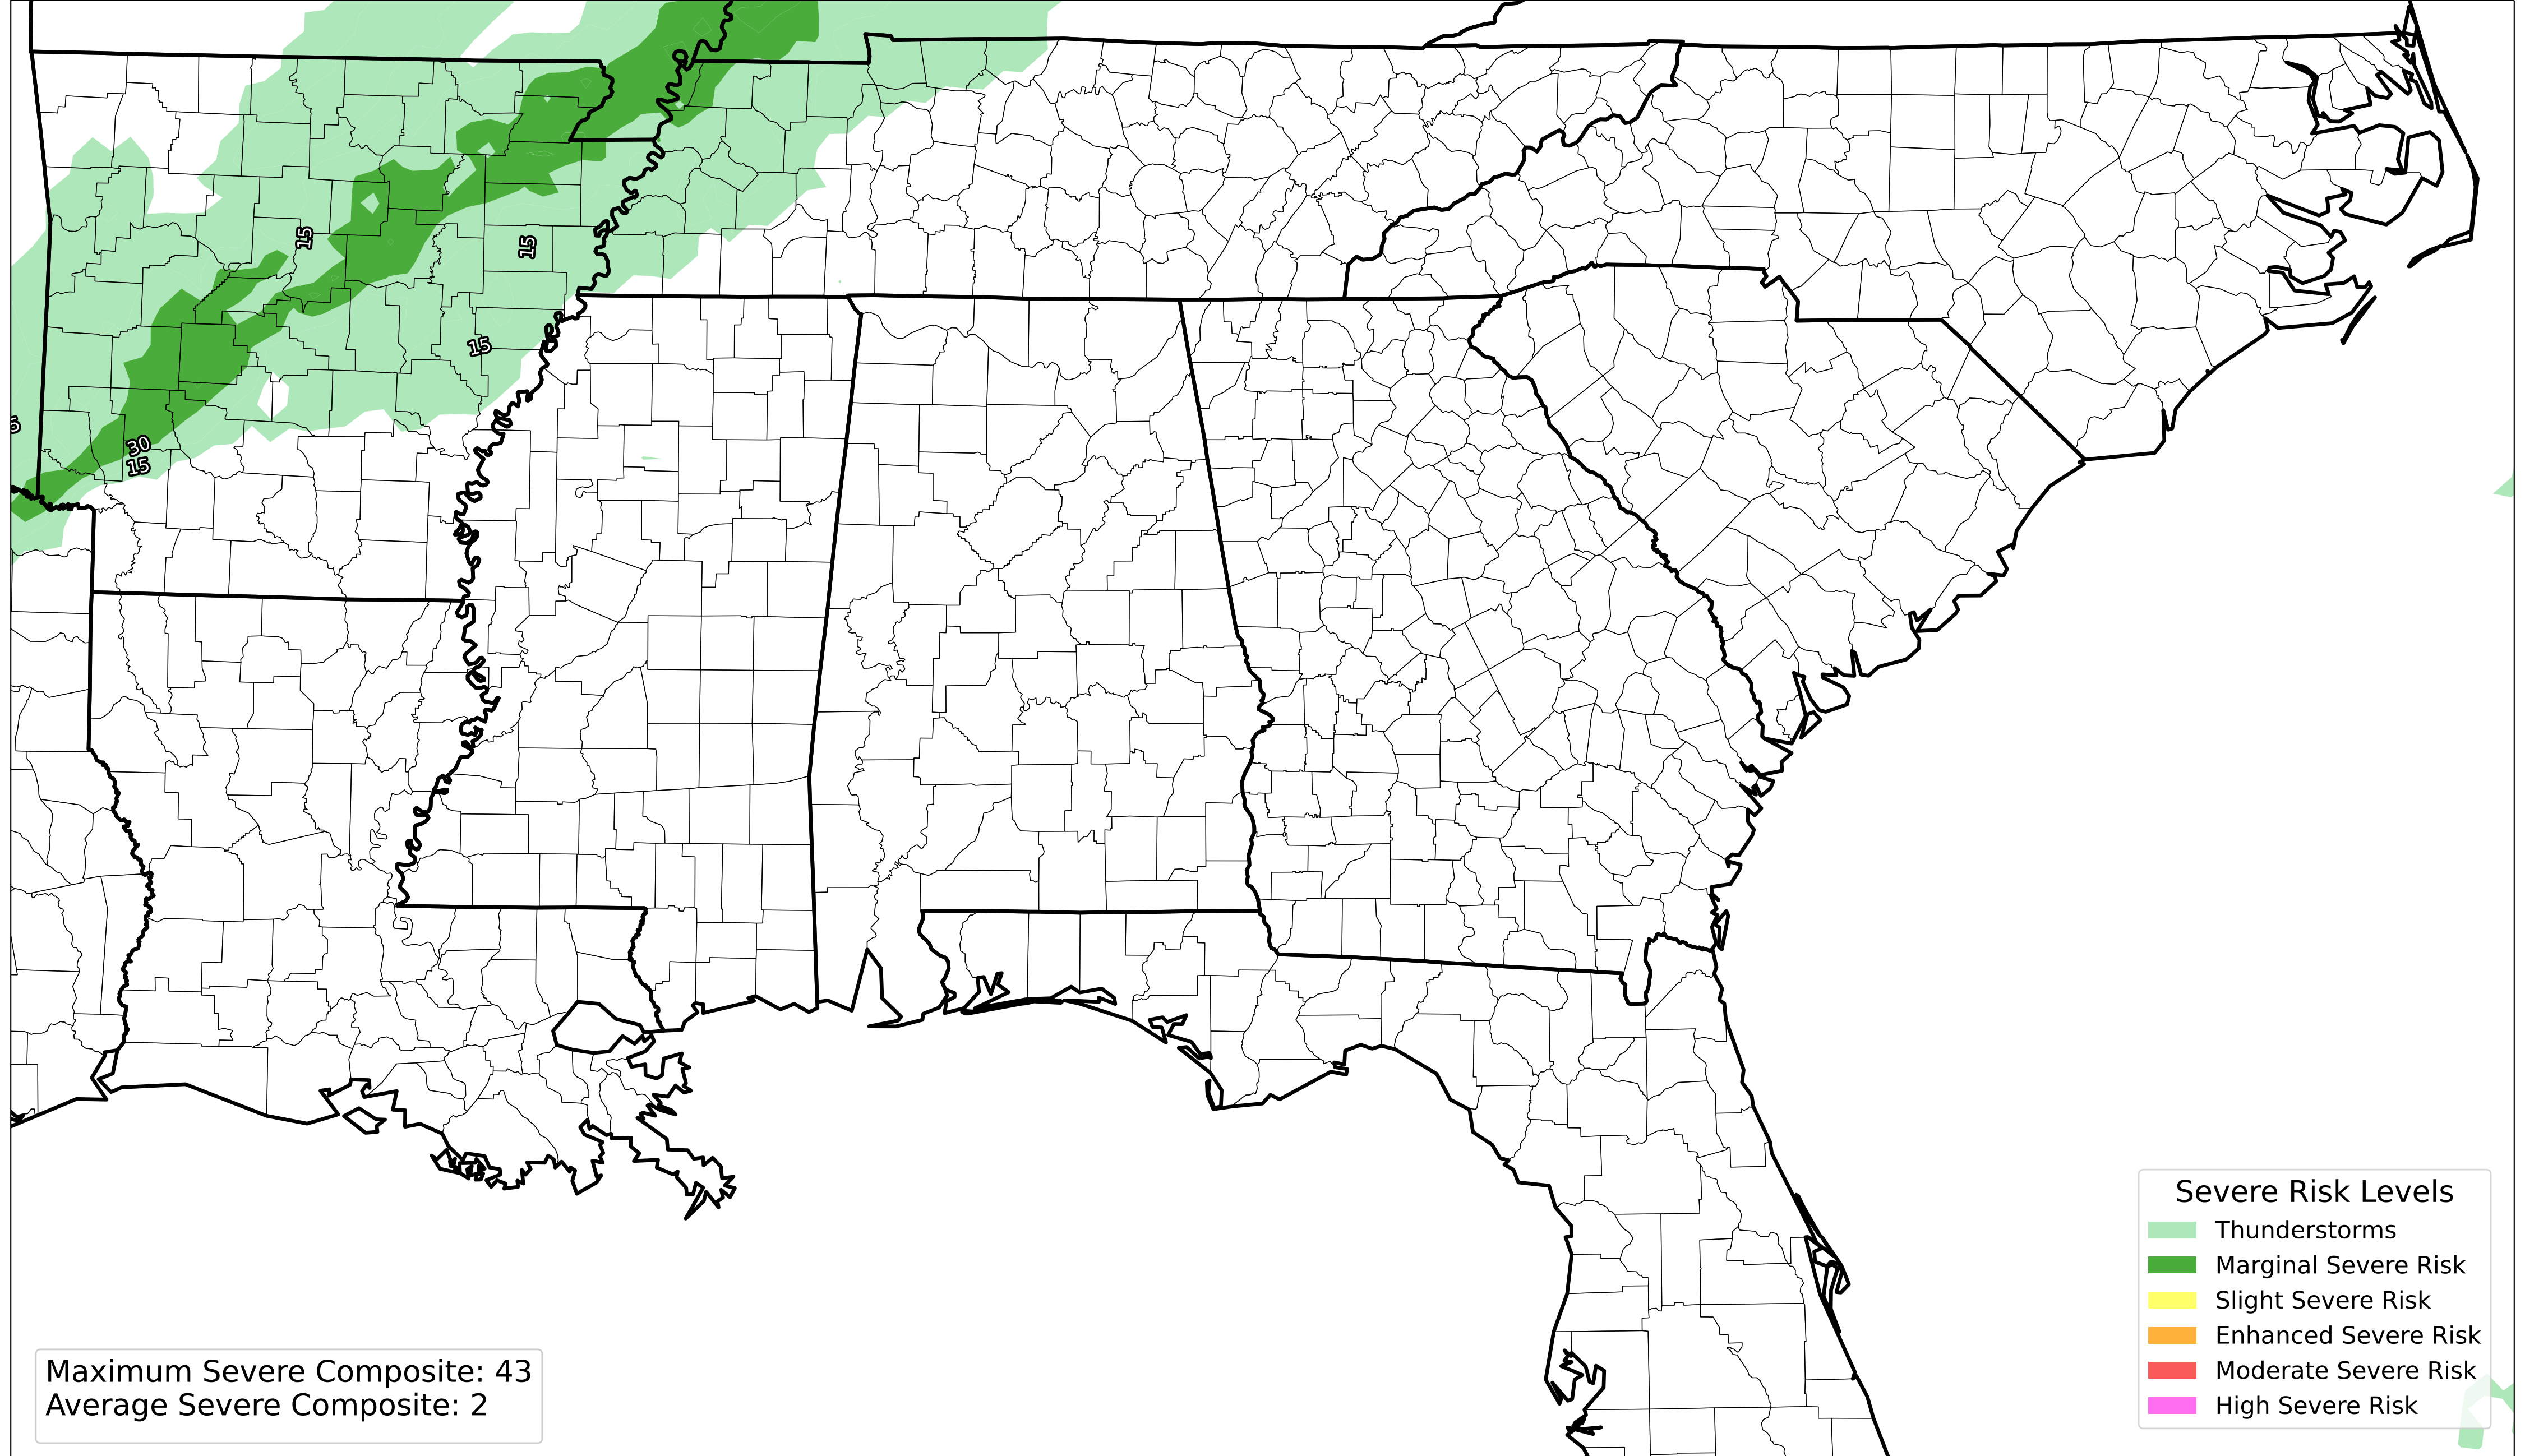 15
15
15
5
30
15
Severe Risk Levels
Thunderstorms
Marginal Severe Risk
Slight Severe Risk
Enhanced Severe Risk
Moderate Severe Risk
High Severe Risk
Maximum Severe Composite: 43
Average Severe Composite: 2